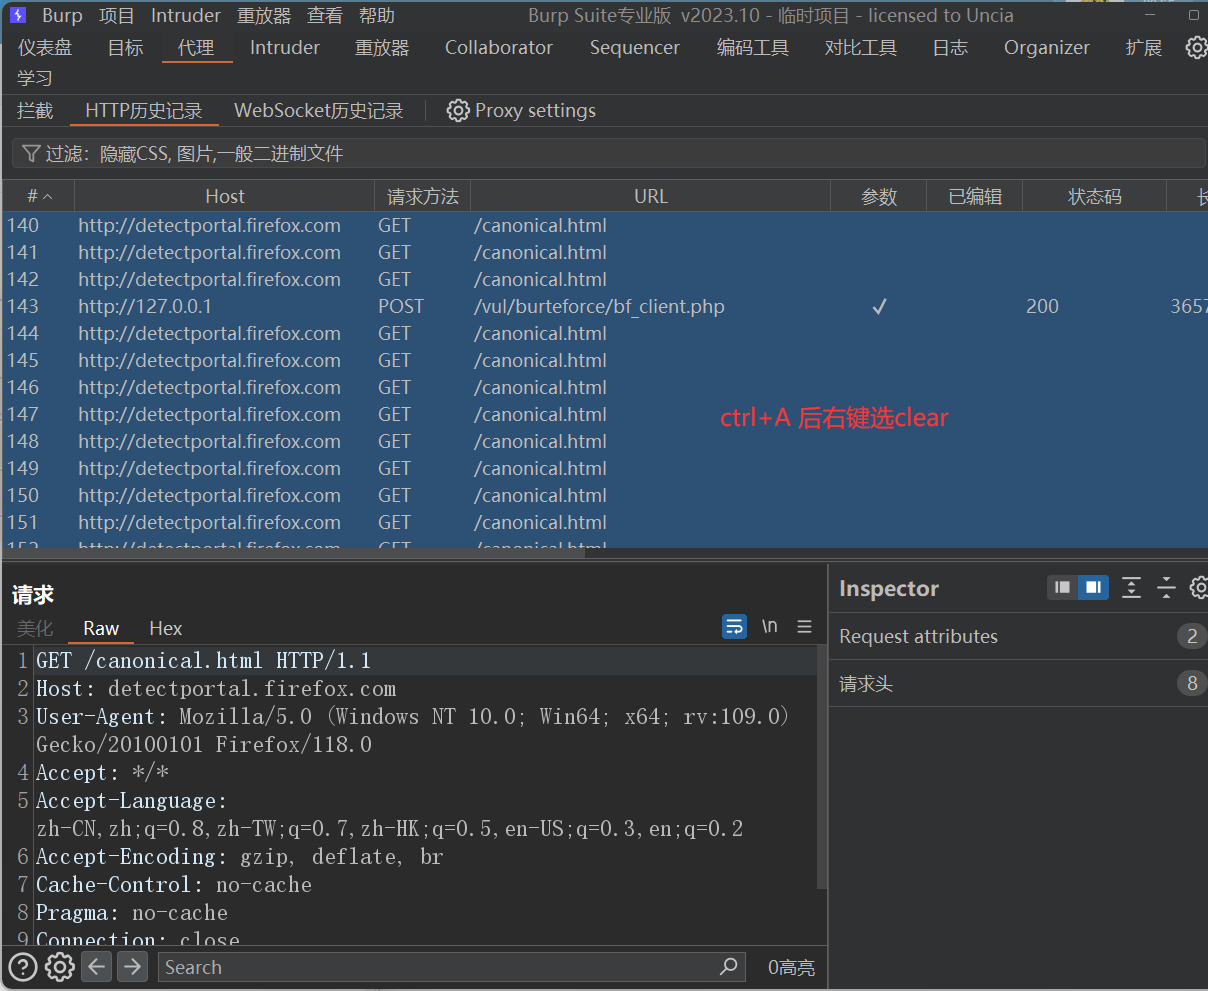 Burp 项目 Intruder 重放器 查看 帮助 Burp Suite专业版 v2023.10 - 临时项目 - licensed to Uncia
仪表盘 目标 代理 Intruder 重放器 Collaborator Sequencer 编码工具 对比工具 日志 Organizer 扩展
学习
拦截 HTTP历史记录 WebSocket历史记录 Proxy settings
过滤：隐藏CSS, 图片,一般二进制文件
# Host 请求方法 URL 参数 已编辑 状态码 长
140 http://detectportal.firefox.com GET /canonical.html
141 http://detectportal.firefox.com GET /canonical.html
142 http://detectportal.firefox.com GET /canonical.html
143 http://127.0.0.1 POST /vul/burteforce/bf_client.php ✓ 200 3657
144 http://detectportal.firefox.com GET /canonical.html
145 http://detectportal.firefox.com GET /canonical.html
146 http://detectportal.firefox.com GET /canonical.html
147 http://detectportal.firefox.com GET /canonical.html
ctrl+A 后右键选clear
148 http://detectportal.firefox.com GET /canonical.html
149 http://detectportal.firefox.com GET /canonical.html
150 http://detectportal.firefox.com GET /canonical.html
151 http://detectportal.firefox.com GET /canonical.html
152 http://detectportal.firefox.com GET /canonical.html
请求
美化 Raw Hex \n
1 GET /canonical.html HTTP/1.1
2 Host: detectportal.firefox.com
3 User-Agent: Mozilla/5.0 (Windows NT 10.0; Win64; x64; rv:109.0)
Gecko/20100101 Firefox/118.0
4 Accept: */*
5 Accept-Language:
zh-CN,zh;q=0.8,zh-TW;q=0.7,zh-HK;q=0.5,en-US;q=0.3,en;q=0.2
6 Accept-Encoding: gzip, deflate, br
7 Cache-Control: no-cache
8 Pragma: no-cache
9 Connection: close
Search 0高亮
Inspector
Request attributes 2
请求头 8